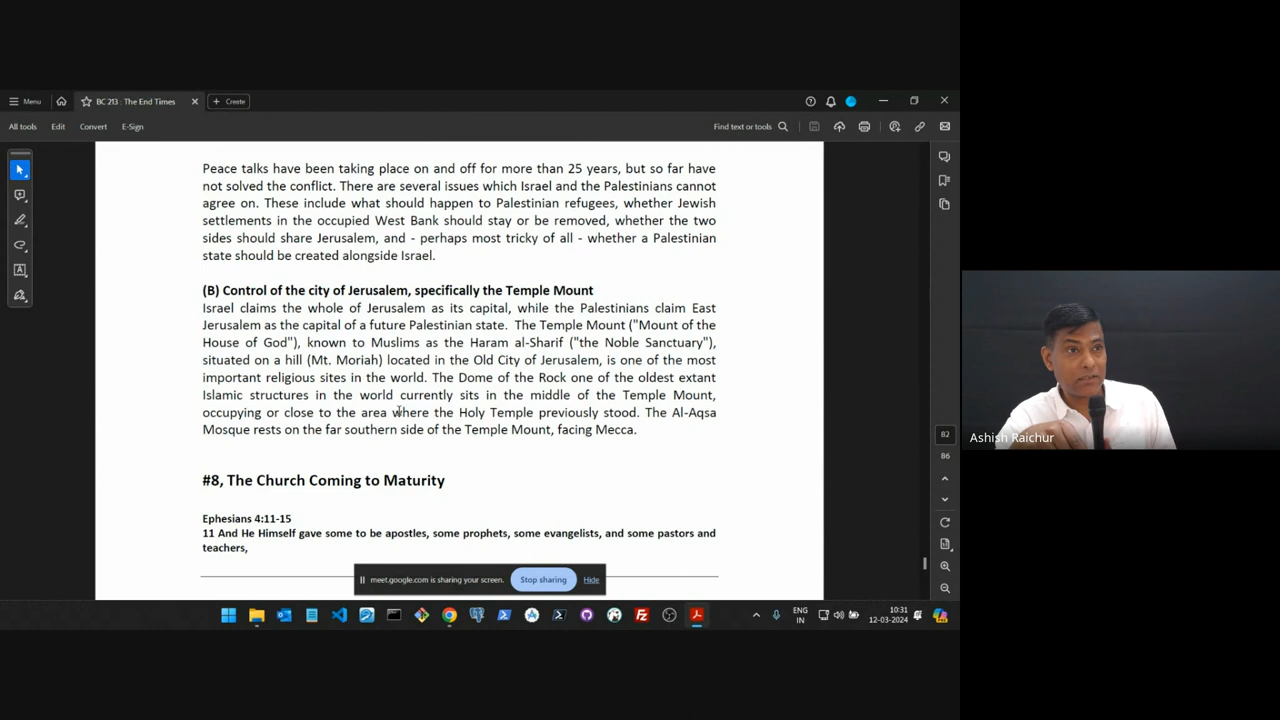 Menu
BC 213 : The End Times
Create
All tools
Edit
Convert
E-Sign
Find text or tools
Peace talks have been taking place on and off for more than 25 years, but so far have
not solved the conflict. There are several issues which Israel and the Palestinians cannot
agree on. These include what should happen to Palestinian refugees, whether Jewish
settlements in the occupied West Bank should stay or be removed, whether the two
sides should share Jerusalem, and - perhaps most tricky of all - whether a Palestinian
state should be created alongside Israel.
(B) Control of the city of Jerusalem, specifically the Temple Mount
Israel claims the whole of Jerusalem as its capital, while the Palestinians claim East
Jerusalem as the capital of a future Palestinian state. The Temple Mount ("Mount of the
House of God"), known to Muslims as the Haram al-Sharif ("the Noble Sanctuary"),
situated on a hill (Mt. Moriah) located in the Old City of Jerusalem, is one of the most
important religious sites in the world. The Dome of the Rock one of the oldest extant
Islamic structures in the world currently sits in the middle of the Temple Mount,
occupying or close to the area where the Holy Temple previously stood. The Al-Aqsa
Mosque rests on the far southern side of the Temple Mount, facing Mecca.
#8, The Church Coming to Maturity
Ephesians 4:11-15
11 And He Himself gave some to be apostles, some prophets, some evangelists, and some pastors and
teachers,
82
86
Ashish Raichur
meet.google.com is sharing your screen.
Stop sharing
Hide
ENG
IN
10:31
12-03-2024